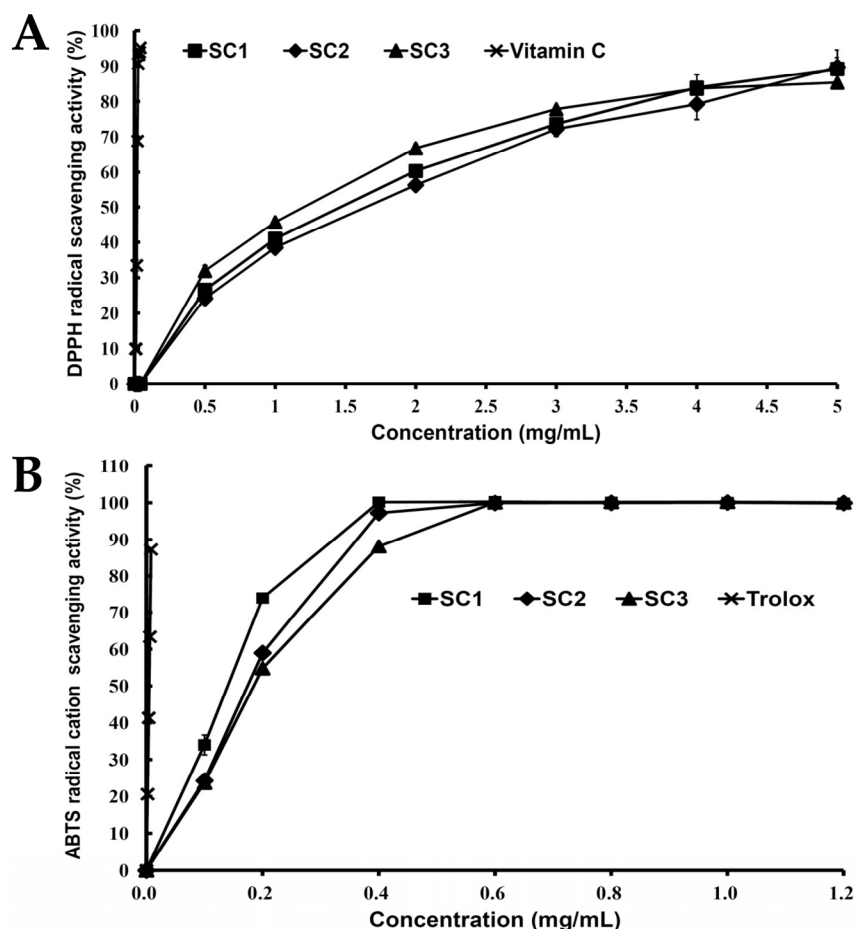 A
SC1 SC2 SC3 Vitamin C
DPPH radical scavenging activity (%)
100
90
80
70
60
50
40
30
20
10
0
0 0.5 1 1.5 2 2.5 3 3.5 4 4.5 5
Concentration (mg/mL)
B
ABTS radical cation scavenging activity (%)
110
100
90
80
70
60
50
40
30
20
10
0
SC1 SC2 SC3 Trolox
0.0 0.2 0.4 0.6 0.8 1.0 1.2
Concentration (mg/mL)